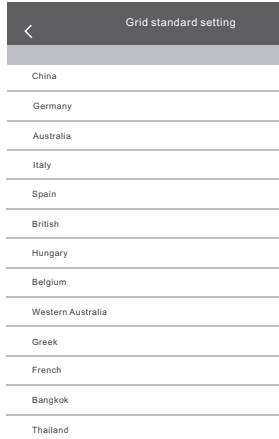 Grid standard setting
China
Germany
Australia
Italy
Spain
British
Hungary
Belgium
Western Australia
Greek
French
Bangkok
Thailand